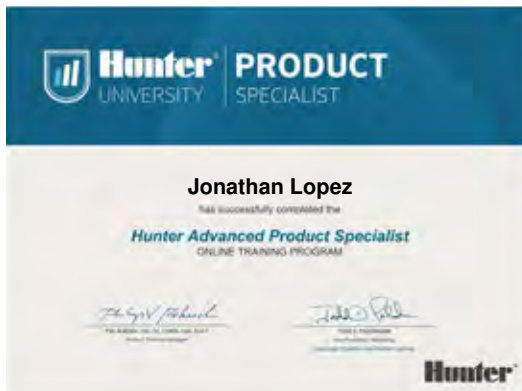 Hunter® PRODUCT
UNIVERSITY SPECIALIST
Jonathan Lopez
has successfully completed the
Hunter Advanced Product Specialist
ONLINE TRAINING PROGRAM
Hunter®